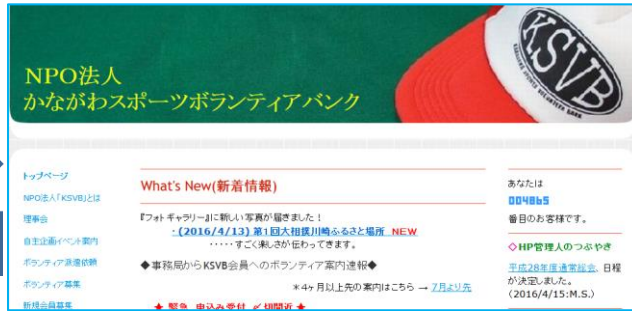 NPO法人
かながわスポーツボランティアバンク
KSVB
トップページ
NPO法人「KSVB」とは
理事会
自主企画イベント案内
ボランティア派遣依頼
ボランティア募集
新規会員募集
What's New(新着情報)
『フォトギャラリー』に新しい写真が届きました！
・(2016/4/13) 第1回大相撲川崎ふるさと場所 NEW
・・・・・すごく楽しさが伝わってきます。
◆事務局からKSVB会員へのボランティア案内速報◆
＊4ヶ月以上先の案内はこちら → 7月より先
★ 緊急 申込み受付 〆切間近 ★
あなたは
004865
番目のお客様です。
◇HP管理人のつぶやき
平成28年度通常総会、日程
が決定しました。
(2016/4/15:M.S.)